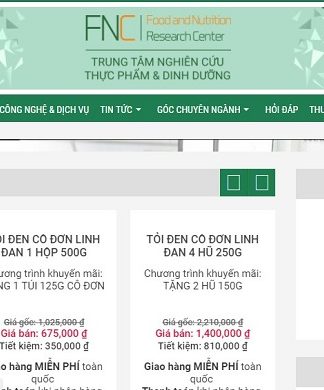 FNC
Food and Nutrition
Research Center
TRUNG TÂM NGHIÊN CỨU
THỰC PHẨM & DINH DƯỠNG
CÔNG NGHỆ & DỊCH VỤ TIN TỨC GÓC CHUYÊN NGÀNH HỎI ĐÁP
ĐEN CÔ ĐƠN LINH
ĐAN 1 HỘP 500G
trình khuyến mãi:
1 TÚI 125G CÔ ĐƠN
Giá gốc: 1,025,000 ₫
Giá bán: 675,000 ₫
Tiết kiệm: 350,000 ₫
Giao hàng MIỄN PHÍ toàn
quốc
TỎI ĐEN CÔ ĐƠN LINH
ĐAN 4 HŨ 250G
Chương trình khuyến mãi:
TẶNG 2 HŨ 150G
Giá gốc: 2,210,000 ₫
Giá bán: 1,400,000 ₫
Tiết kiệm: 810,000 ₫
Giao hàng MIỄN PHÍ toàn
quốc